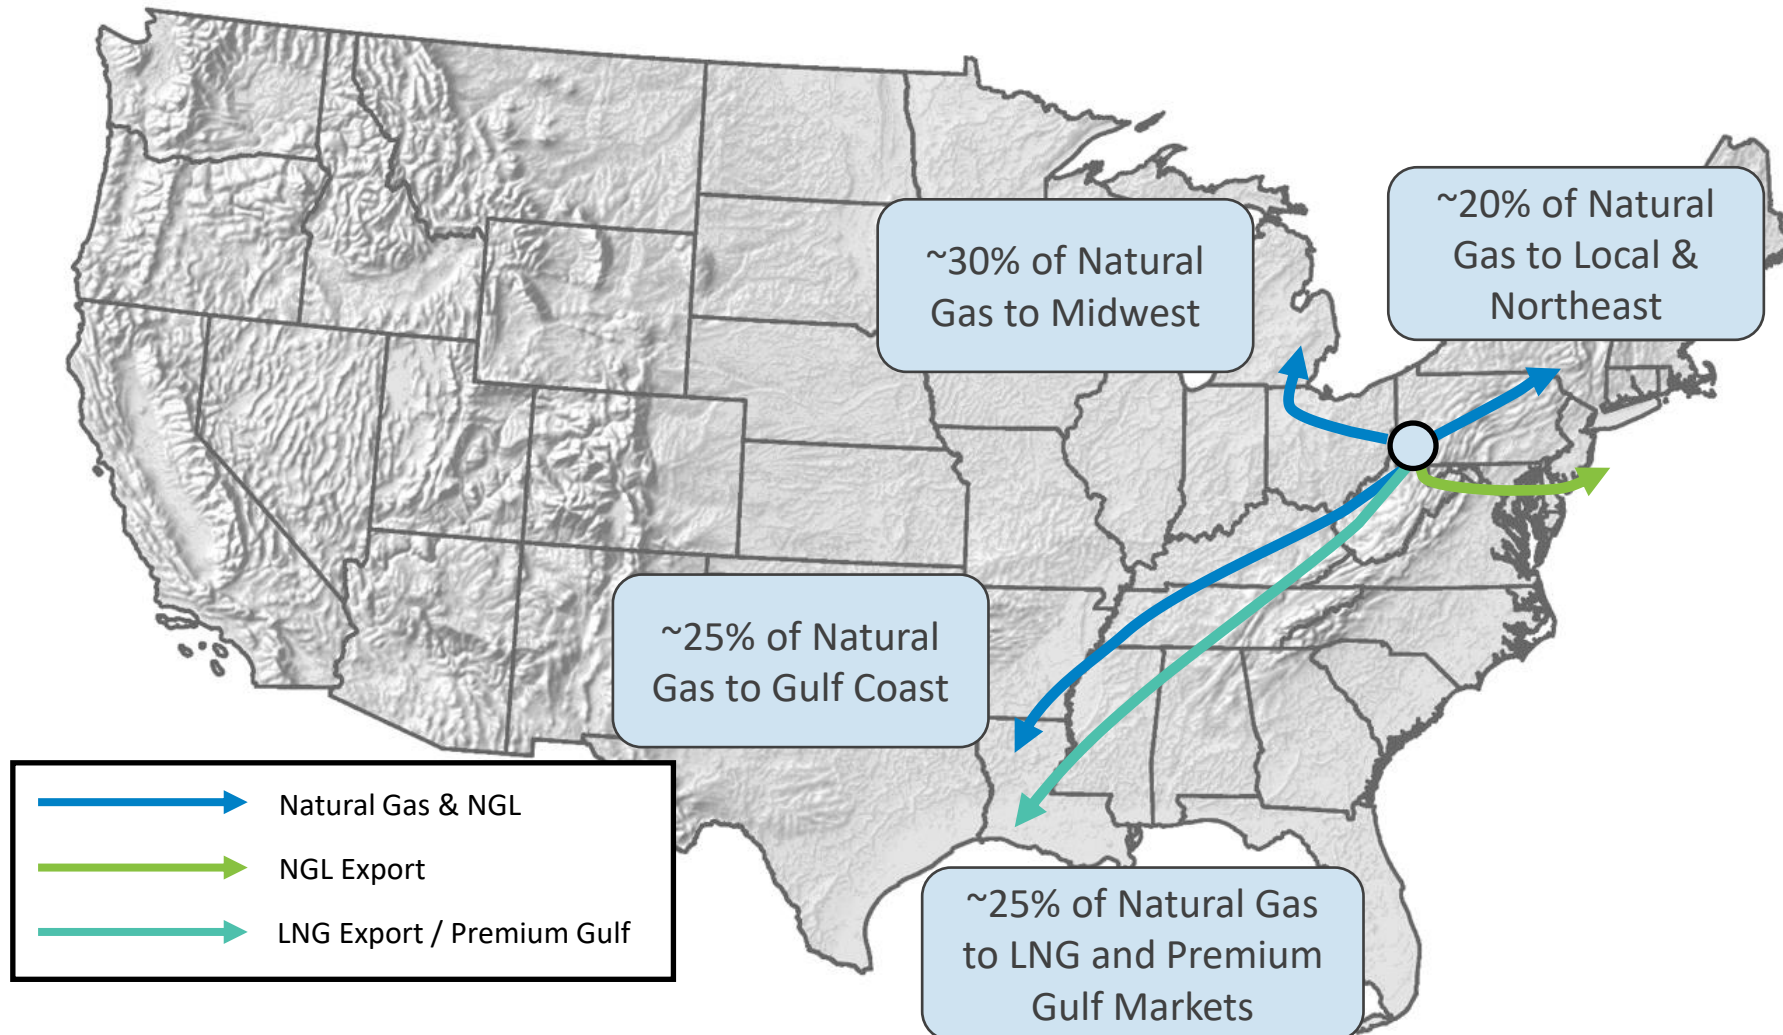 ~20% of Natural
Gas to Local &
Northeast
~30% of Natural
Gas to Midwest
~25% of Natural
Gas to Gulf Coast
Natural Gas & NGL
NGL Export
LNG Export / Premium Gulf
~25% of Natural Gas
to LNG and Premium
Gulf Markets